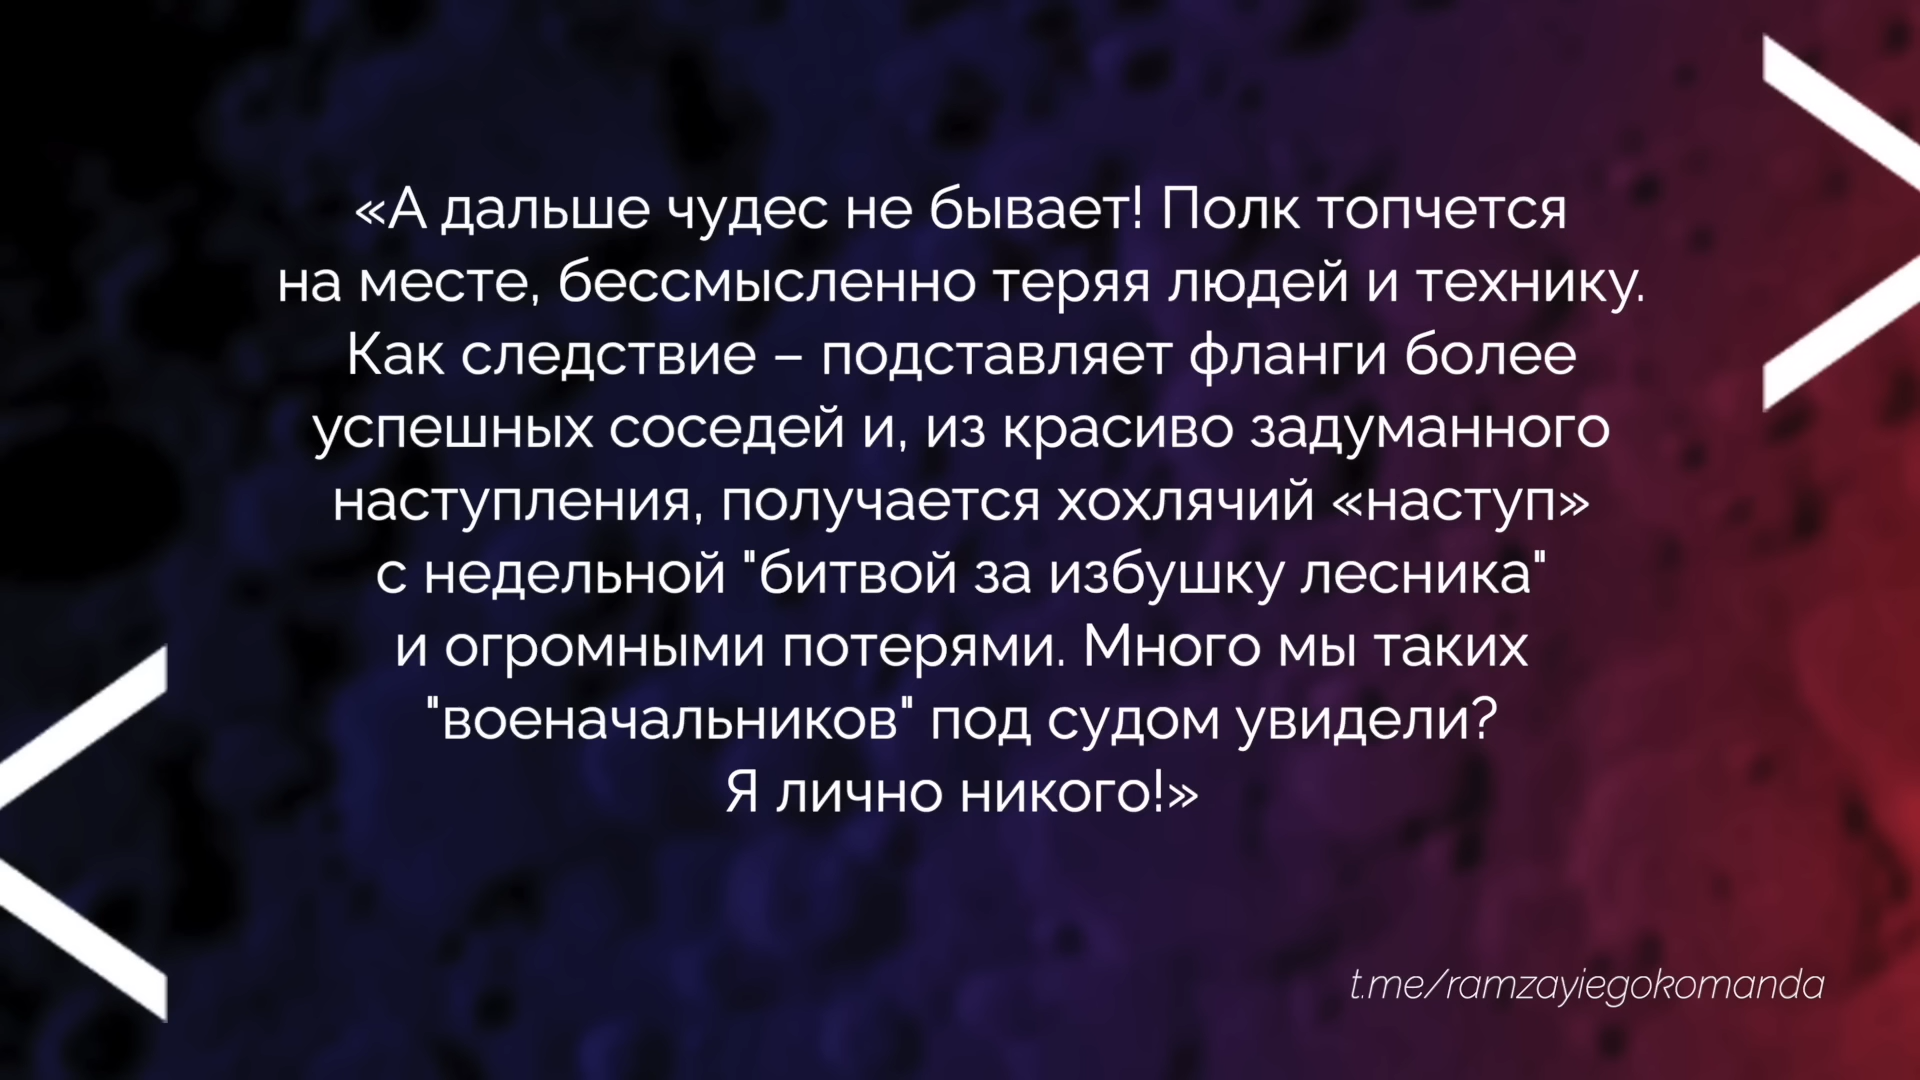 «А дальше чудес не бывает! Полк топчется
на месте, бессмысленно теряя людей и технику.
Как следствие – подставляет фланги более
успешных соседей и, из красиво задуманного
наступления, получается хохлячий «наступ»
с недельной "битвой за избушку лесника"
и огромными потерями. Много мы таких
"военачальников" под судом увидели?
Я лично никого!»
t.me/ramzayiegokomanda